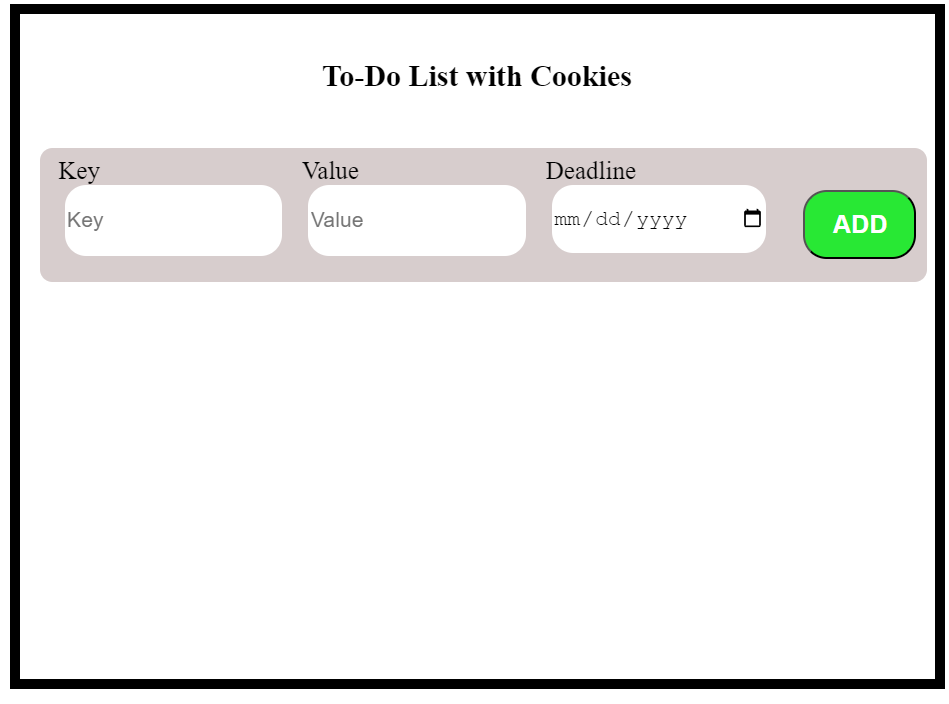 To-Do List with Cookies
Key Value Deadline
Key Value mm/dd/yyyy ADD